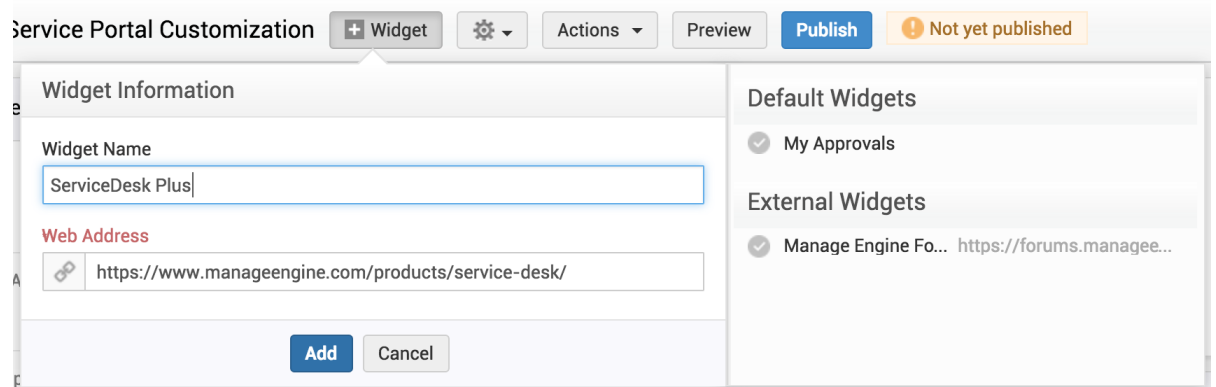 Service Portal Customization Widget Actions Preview Publish Not yet published
Widget Information
Widget Name
ServiceDesk Plus
Web Address
https://www.manageengine.com/products/service-desk/
Add Cancel
Default Widgets
My Approvals
External Widgets
Manage Engine Fo... https://forums.managee...